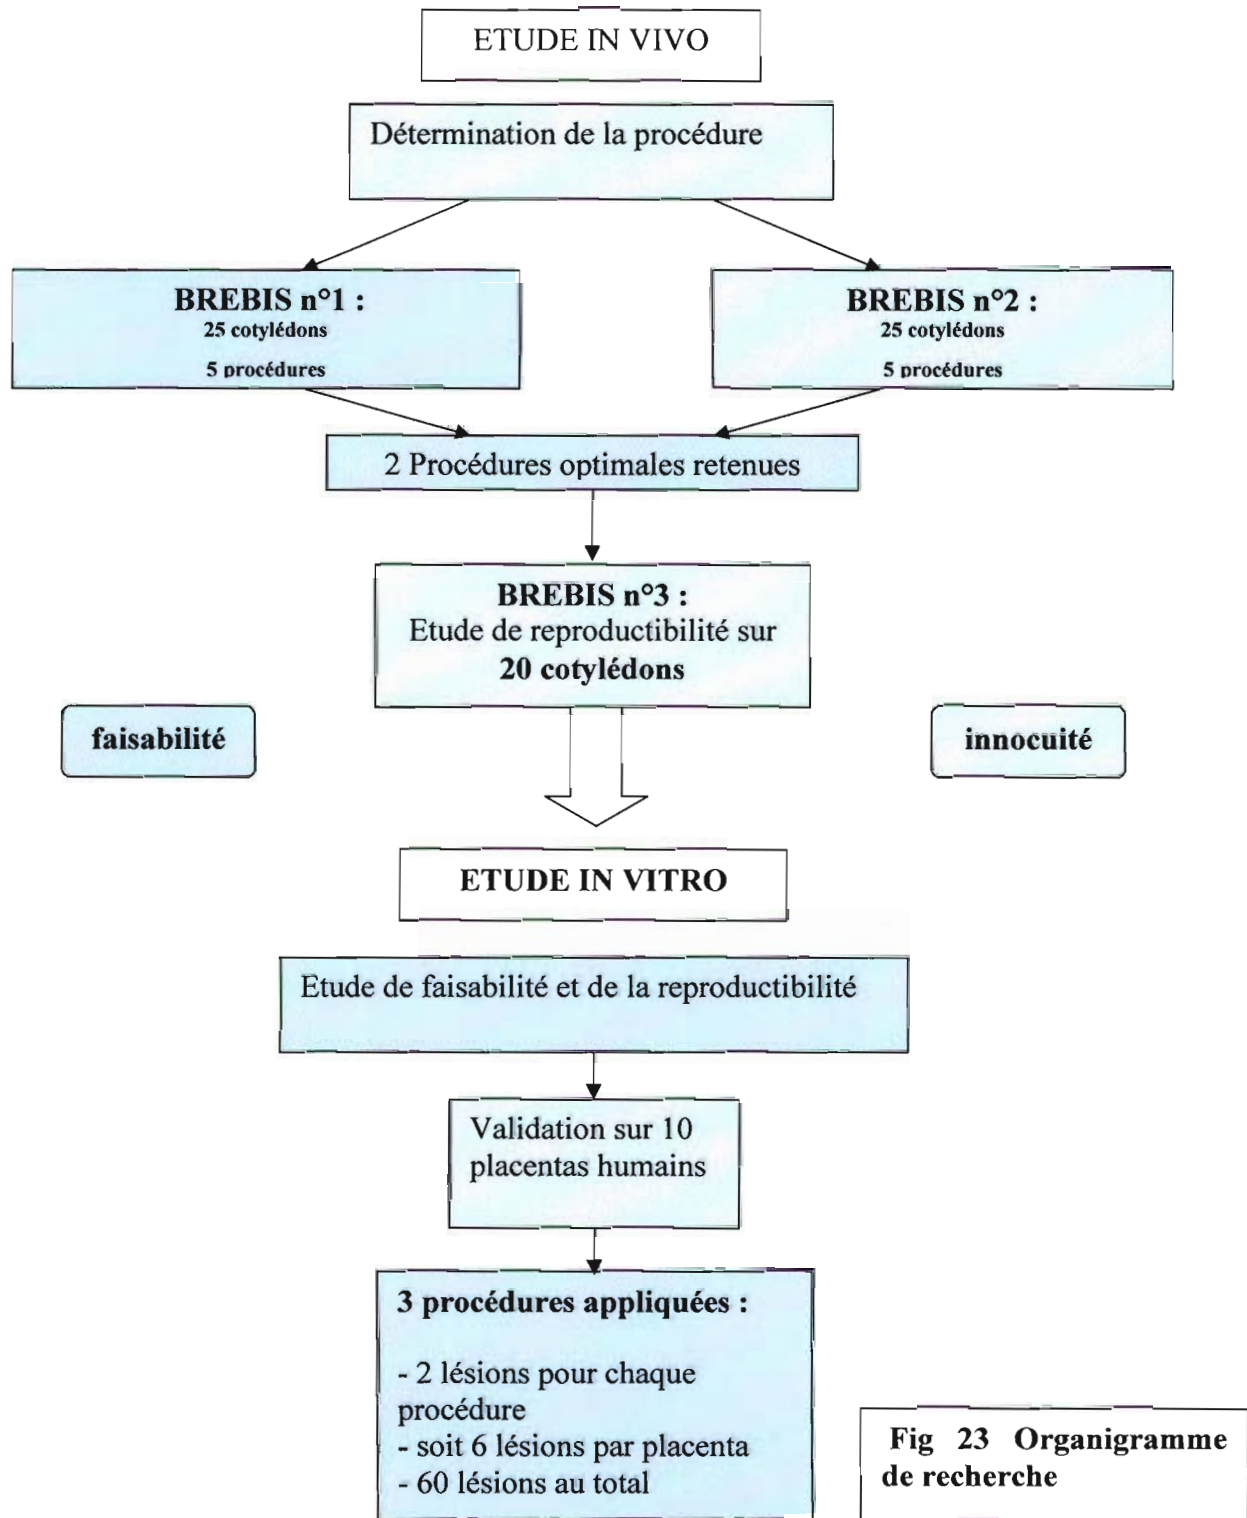 ETUDE IN VIVO
Détermination de la procédure
BREBIS n°1 :
25 cotylédons
5 procédures
BREBIS n°2 :
25 cotylédons
5 procédures
2 Procédures optimales retenues
BREBIS n°3 :
Etude de reproductibilité sur
20 cotylédons
faisabilité
innocuité
ETUDE IN VITRO
Etude de faisabilité et de la reproductibilité
Validation sur 10
placentas humains
3 procédures appliquées :
- 2 lésions pour chaque
procédure
- soit 6 lésions par placenta
- 60 lésions au total
Fig 23 Organigramme
de recherche